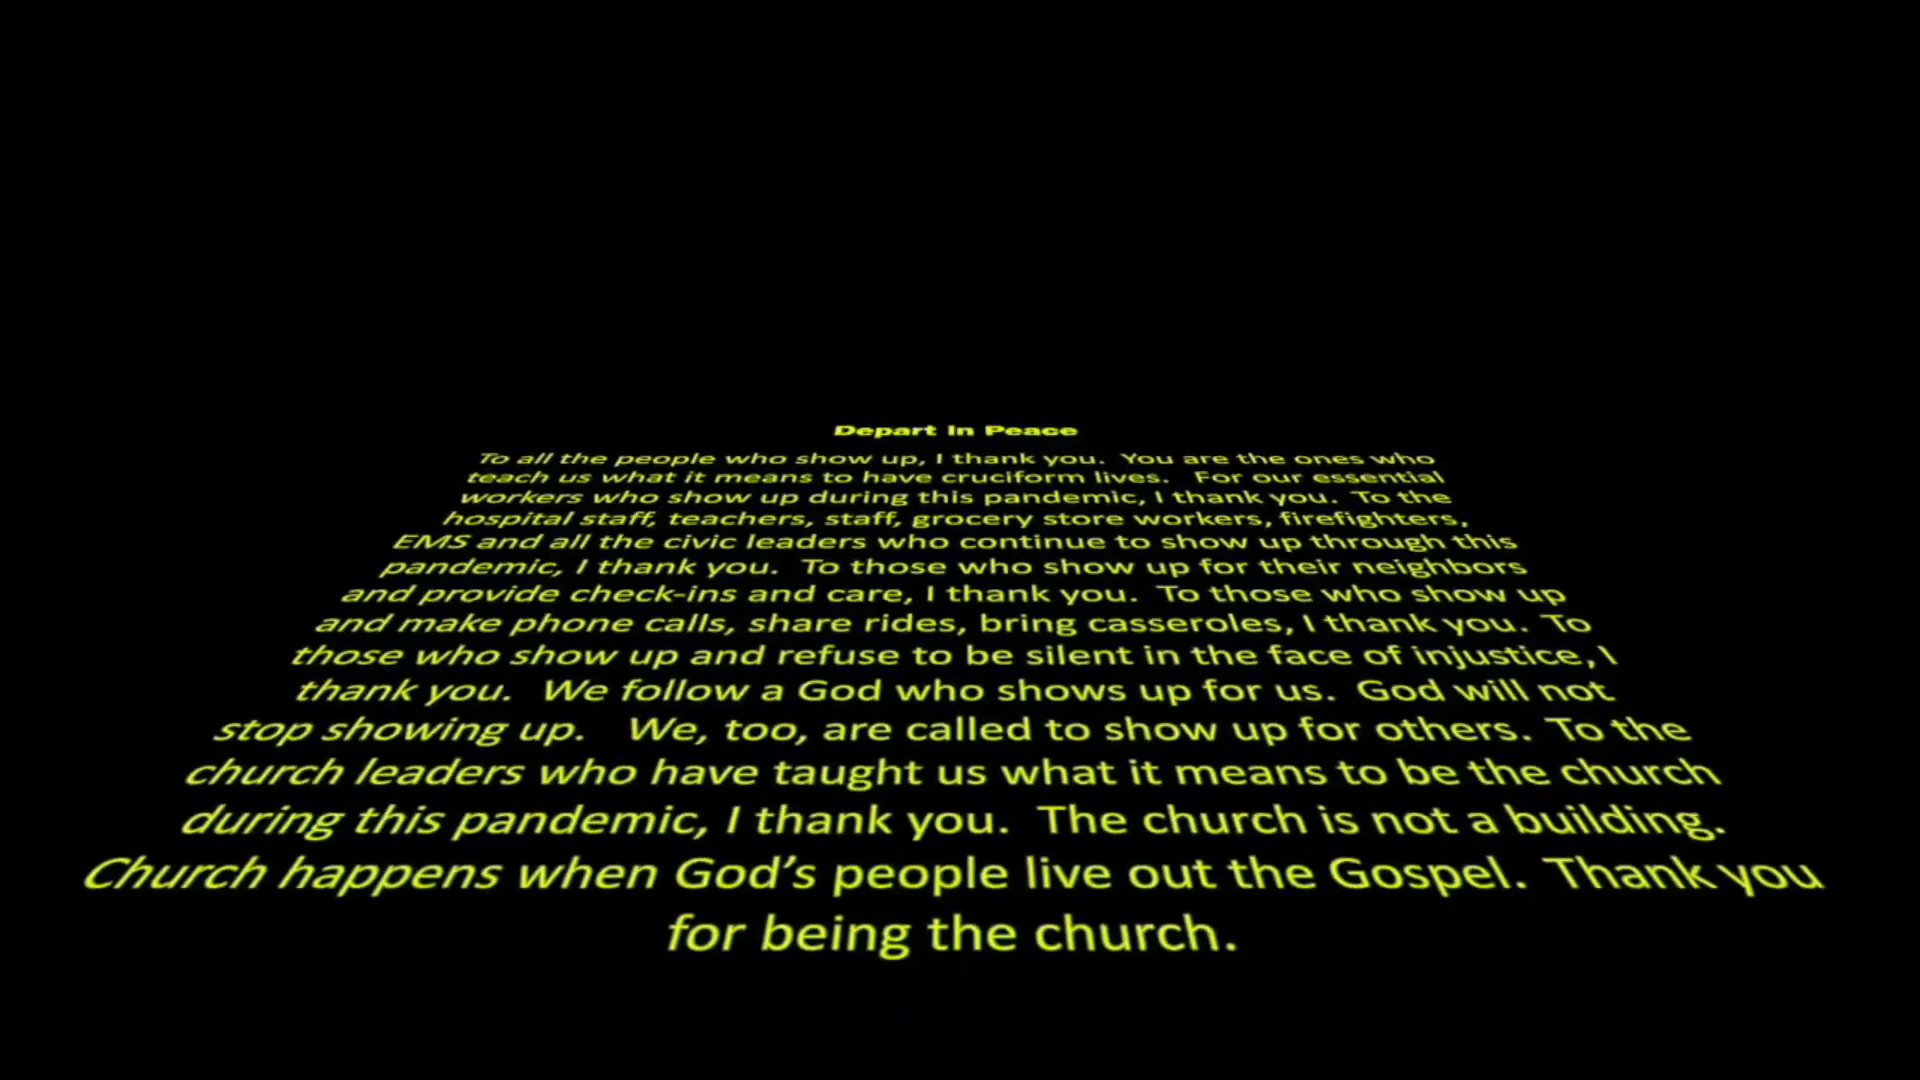 Depart In Peace
To all the people who show up, I thank you.  You are the ones who
teach us what it means to have cruciform lives.   For our essential
workers who show up during this pandemic, I thank you.  To the
hospital staff, teachers, staff, grocery store workers, firefighters,
EMS and all the civic leaders who continue to show up through this
pandemic, I thank you.  To those who show up for their neighbors
and provide check-ins and care, I thank you.  To those who show up
and make phone calls, share rides, bring casseroles, I thank you. To
those who show up and refuse to be silent in the face of injustice, I
thank you.  We follow a God who shows up for us.  God will not
stop showing up.   We, too, are called to show up for others. To the
church leaders who have taught us what it means to be the church
during this pandemic, I thank you.  The church is not a building.
Church happens when God’s people live out the Gospel. Thank you
for being the church.